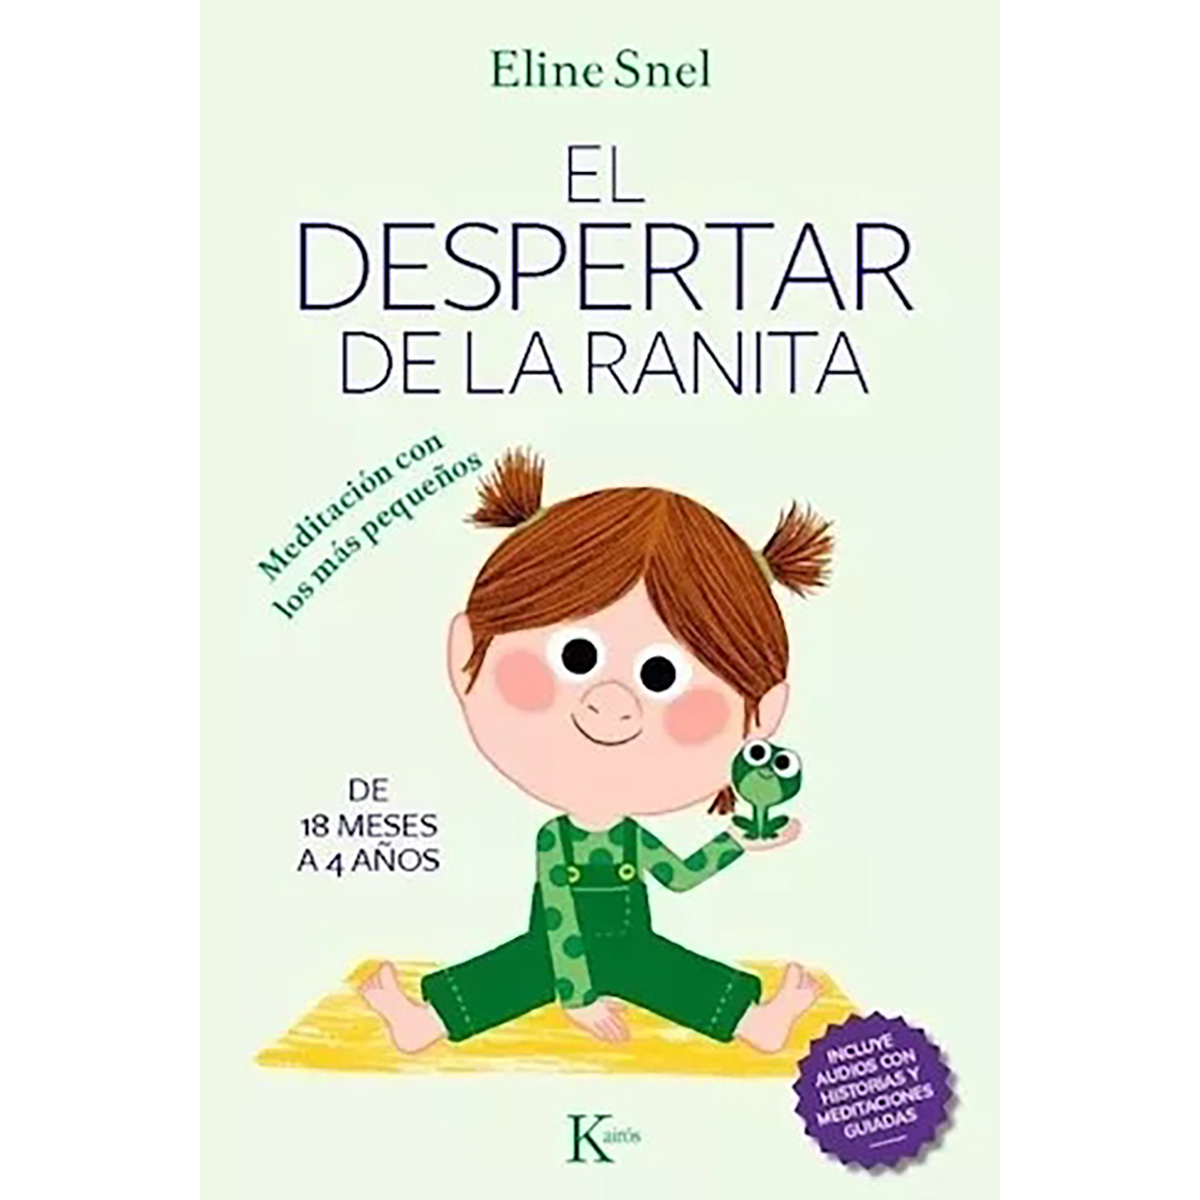 Eline Snel
EL
DESPERTAR
DE LA RANITA
Meditación con
los más pequeños
DE
18 MESES
A 4 AÑOS
INCLUYE
AUDIOS CON
HISTORIAS Y
MEDITACIONES
GUIADAS
Kairós